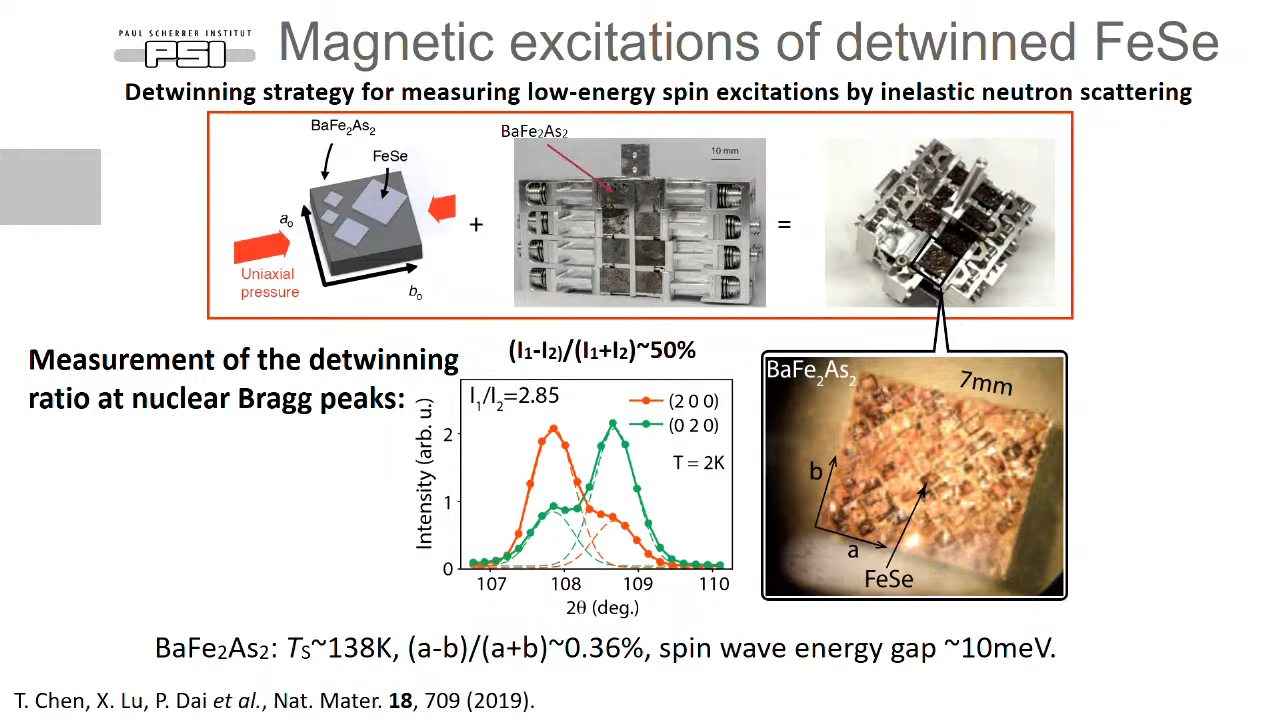 PAUL SCHERRER INSTITUT
PSI
Magnetic excitations of detwinned FeSe
Detwinning strategy for measuring low-energy spin excitations by inelastic neutron scattering
BaFe₂As₂
FeSe
aₒ
bₒ
Uniaxial
pressure
+
BaFe₂As₂
10 mm
=
Measurement of the detwinning
ratio at nuclear Bragg peaks:
(I₁-I₂)/(I₁+I₂)~50%
I₁/I₂=2.85
(2 0 0)
(0 2 0)
T = 2K
Intensity (arb. u.)
2
1
0
107 108 109 110
2θ (deg.)
BaFe₂As₂
7mm
b
a
FeSe
BaFe₂As₂: Tₛ~138K, (a-b)/(a+b)~0.36%, spin wave energy gap ~10meV.
T. Chen, X. Lu, P. Dai et al., Nat. Mater. 18, 709 (2019).